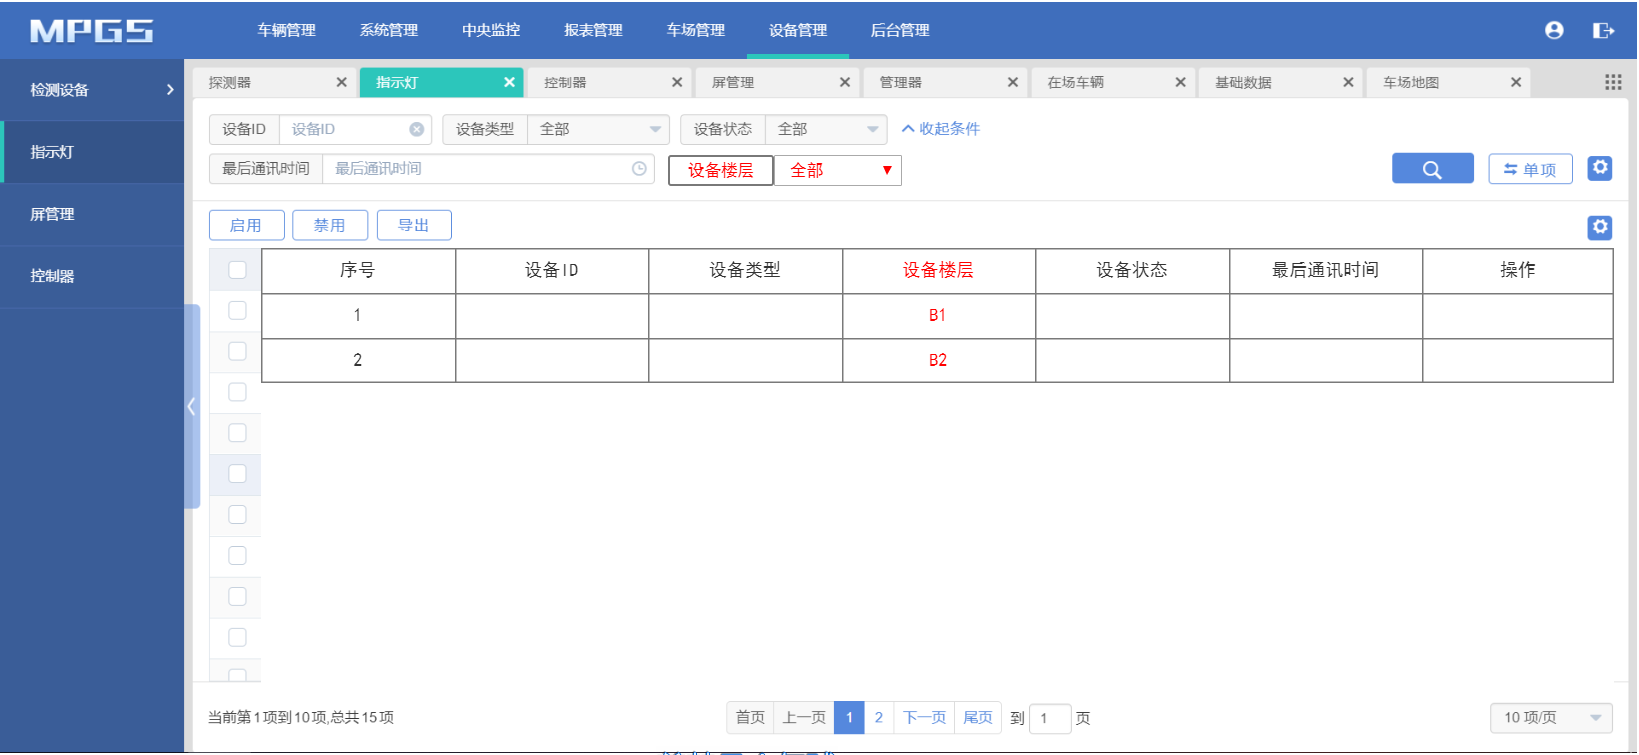 MPGS 车辆管理 系统管理 中央监控 报表管理 车场管理 设备管理 后台管理
检测设备
指示灯
屏管理
控制器
探测器 指示灯 控制器 屏管理 管理器 在场车辆 基础数据 车场地图
设备ID 设备ID 设备类型 全部 设备状态 全部 收起条件
最后通讯时间 最后通讯时间 设备楼层 全部 单项
启用 禁用 导出
序号 设备ID 设备类型 设备楼层 设备状态 最后通讯时间 操作
1 B1
2 B2
当前第1项到10项,总共15项 首页 上一页 1 2 下一页 尾页 到 1 页 10 项/页